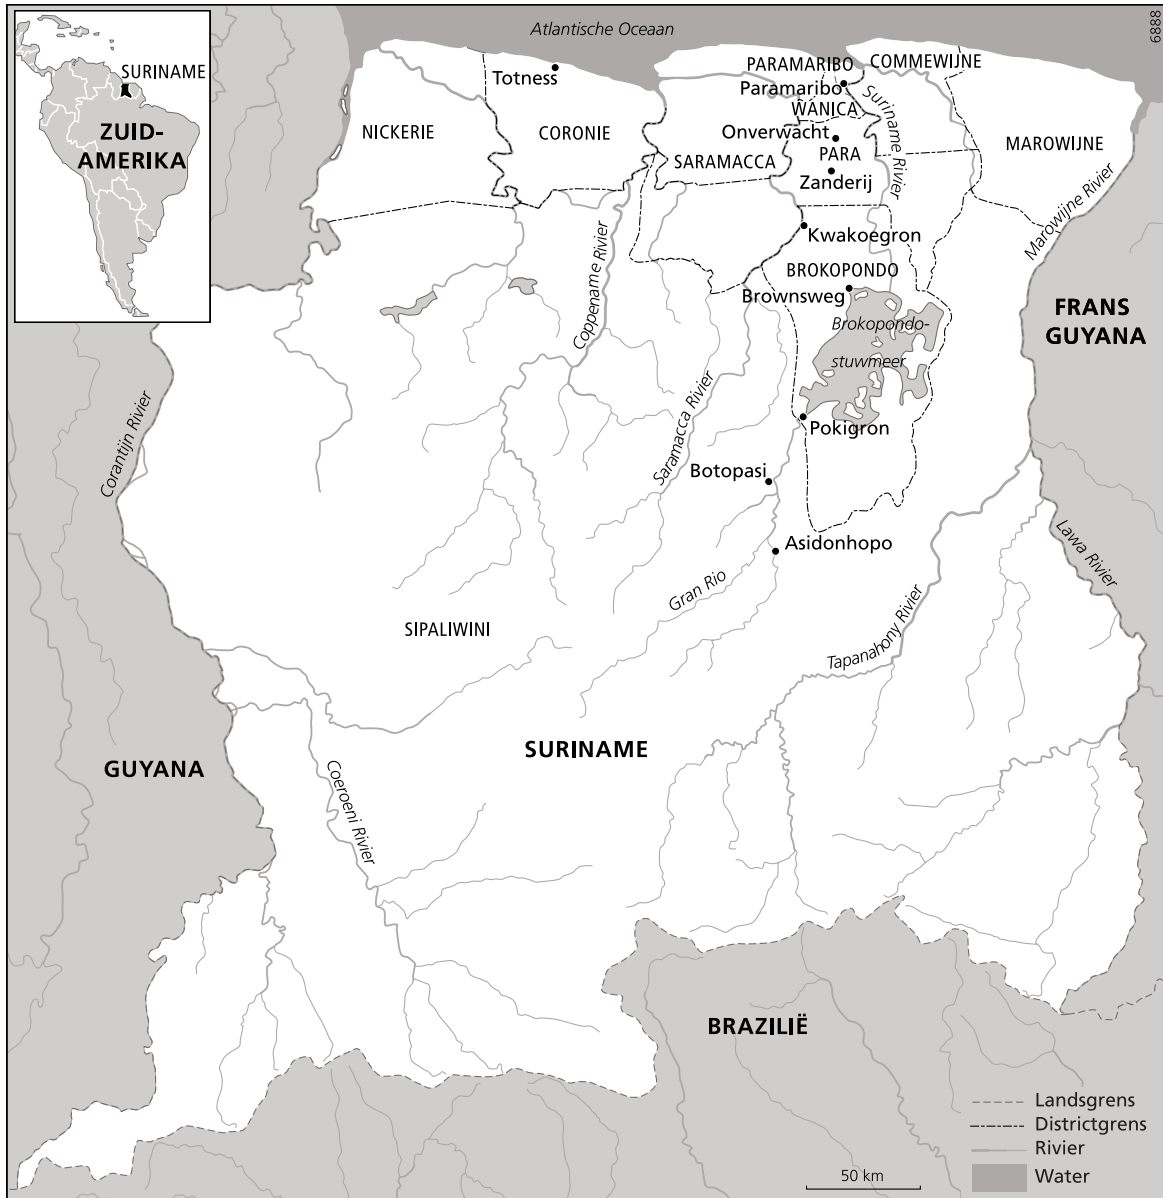 Atlantische Oceaan
6888
SURINAME
ZUID-
AMERIKA
PARAMARIBO
COMMEWIJNE
Totness
Paramaribo
WANICA
Suriname Rivier
NICKERIE
CORONIE
Onverwacht
PARA
MAROWIJNE
SARAMACCA
Zanderij
Marowijne Rivier
Kwakoegron
Coppename Rivier
BROKOPONDO
Brownsweg
FRANS
GUYANA
Brokopondo-
stuwmeer
Corantijn Rivier
Saramacca Rivier
Pokigron
Botopasi
Asidonhopo
Lawa Rivier
Gran Rio
SIPALIWINI
Tapanahony Rivier
SURINAME
GUYANA
Coeroeni Rivier
BRAZILIË
Landsgrens
Districtgrens
Rivier
Water
50 km